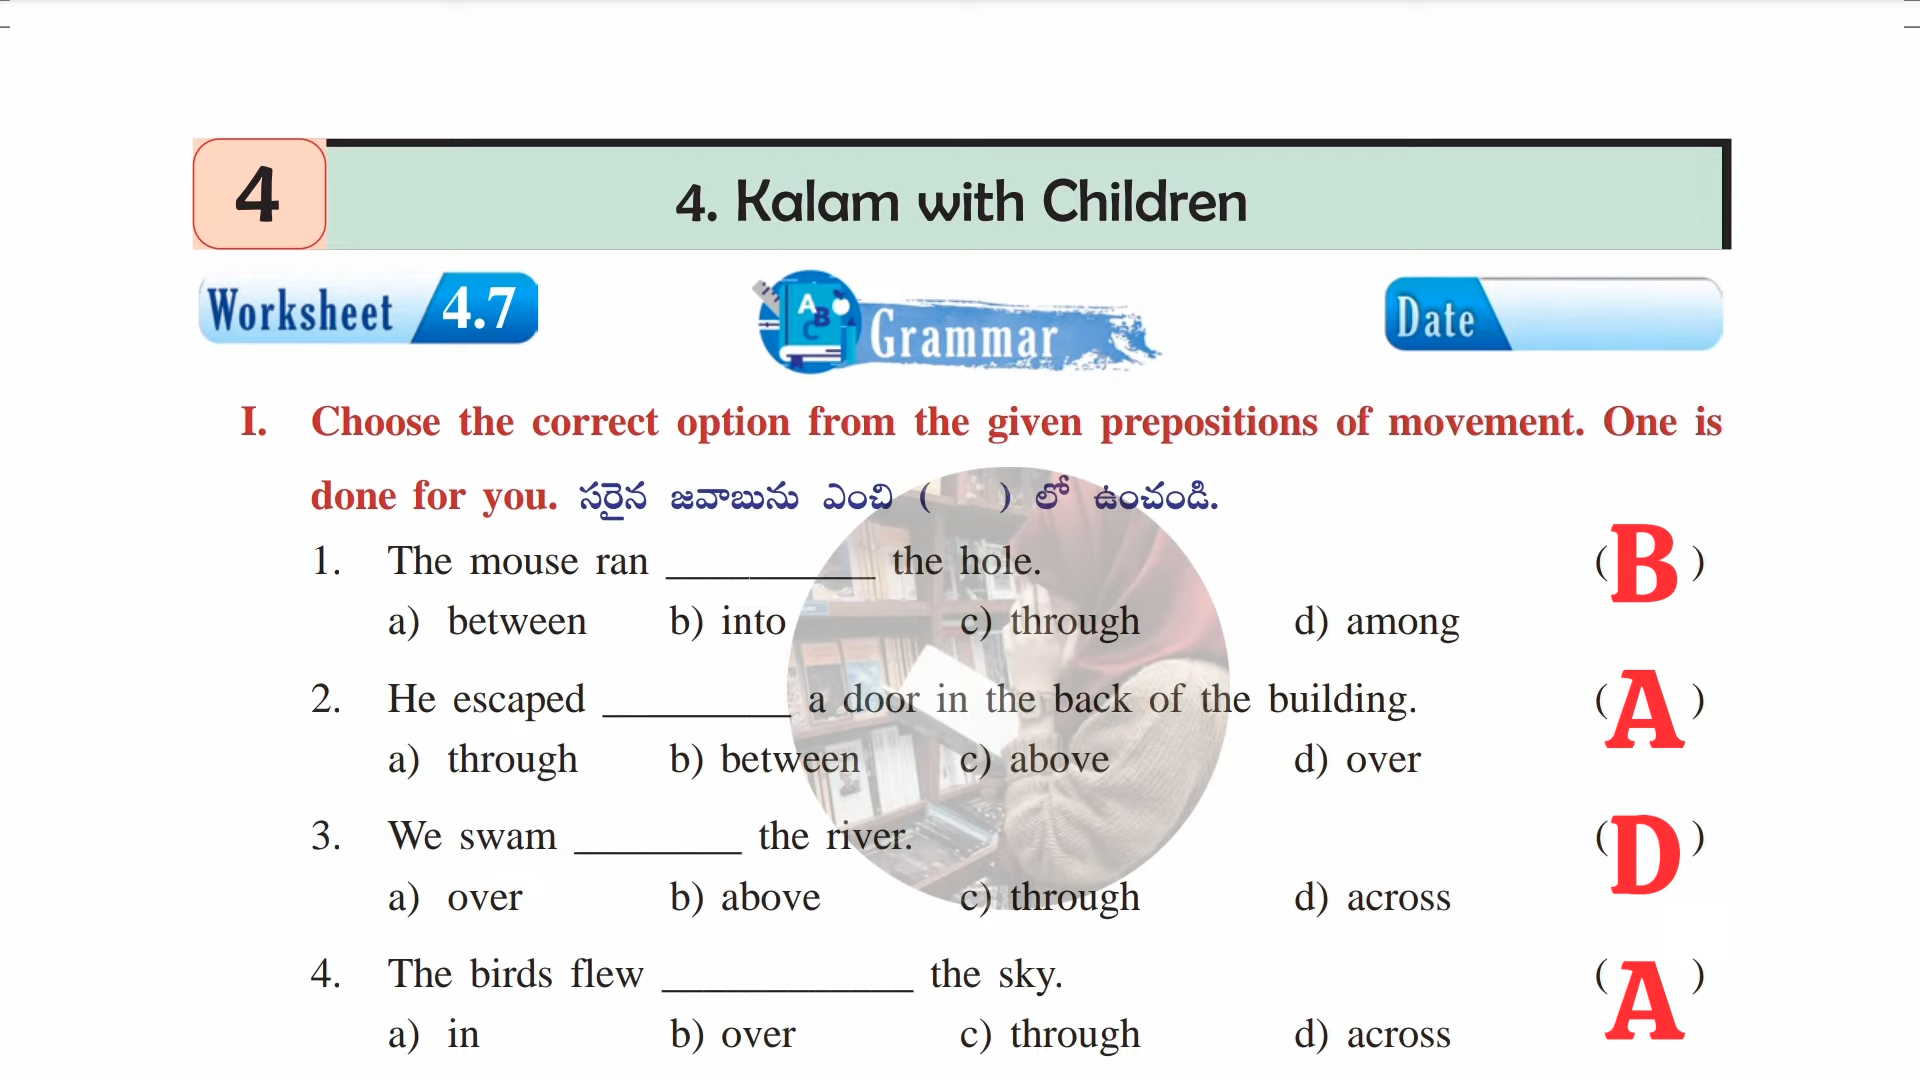 4
4. Kalam with Children
Worksheet 4.7
A B C Grammar
Date
I. Choose the correct option from the given prepositions of movement. One is
done for you. సరైన జవాబును ఎంచి ( ) లో ఉంచండి.
1. The mouse ran __________ the hole. ( B )
a) between b) into c) through d) among
2. He escaped _________ a door in the back of the building. ( A )
a) through b) between c) above d) over
3. We swam ________ the river. ( D )
a) over b) above c) through d) across
4. The birds flew ____________ the sky. ( A )
a) in b) over c) through d) across